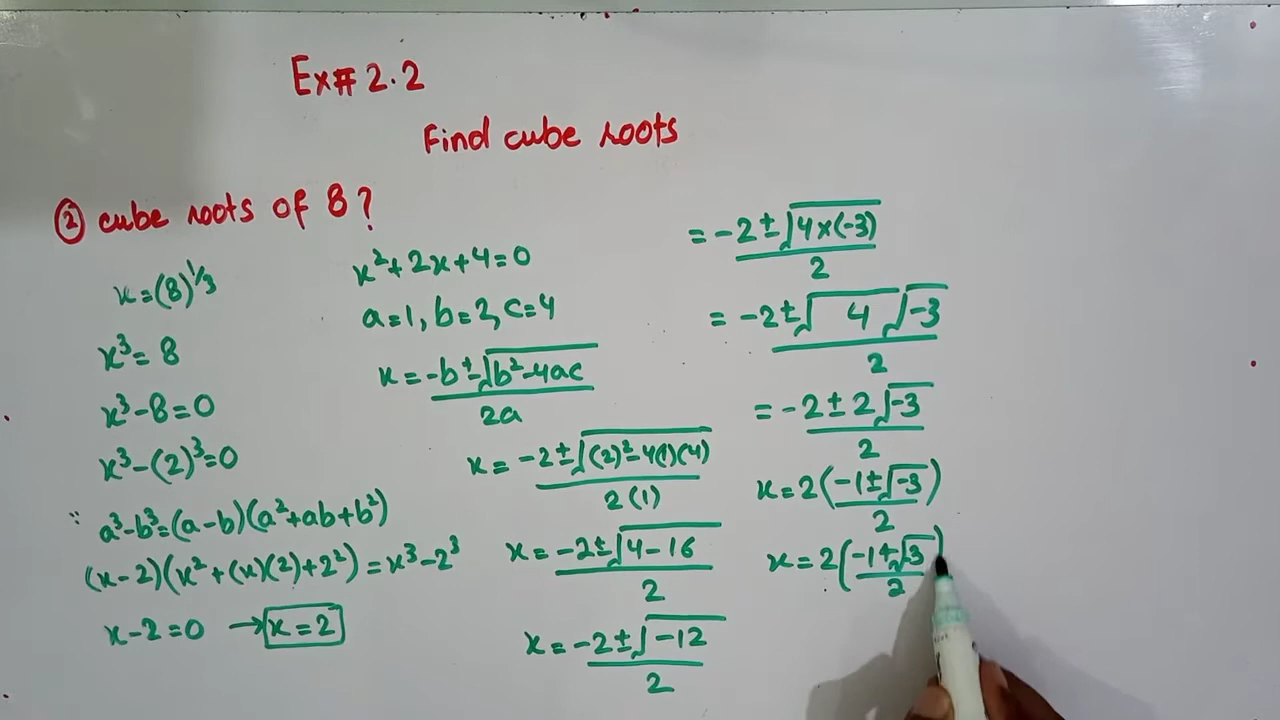 Ex# 2.2
Find cube roots
② cube roots of 8?
x=(8)^1/3
x³= 8
x³-8=0
x³-(2)³=0
∵ a³-b³=(a-b)(a²+ab+b²)
(x-2)(x²+(x)(2)+2²)=x³-2³
x-2=0 →x=2
x²+2x+4=0
a=1, b=2, c=4
x=-b±√b²-4ac/2a
x= -2±√(2)²-4(1)(4)/2(1)
x= -2±√4-16/2
x= -2±√-12/2
= -2±√4×(-3)/2
= -2±√4 √-3/2
= -2±2√-3/2
x=2(-1±√-3/2)
x=2(-1±√3/2)